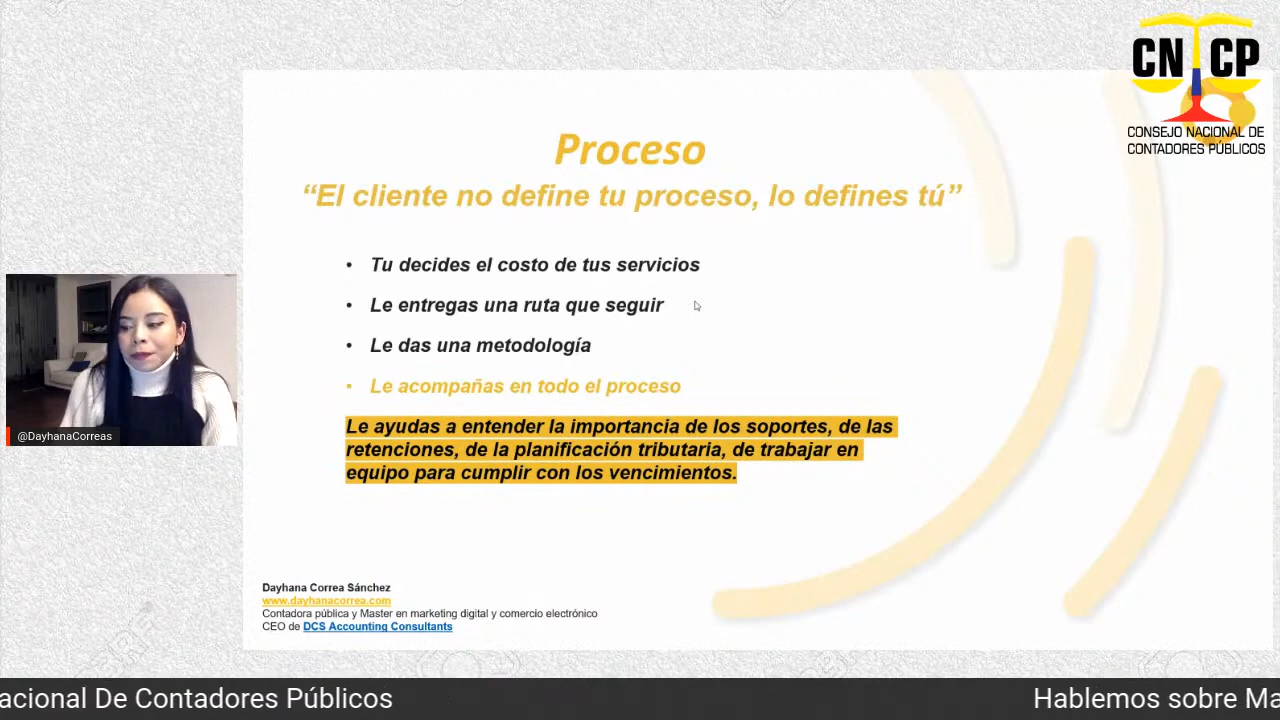 CNCP
CONSEJO NACIONAL DE
CONTADORES PÚBLICOS
Proceso
“El cliente no define tu proceso, lo defines tú”
• Tu decides el costo de tus servicios
• Le entregas una ruta que seguir
• Le das una metodología
• Le acompañas en todo el proceso
Le ayudas a entender la importancia de los soportes, de las
retenciones, de la planificación tributaria, de trabajar en
equipo para cumplir con los vencimientos.
@DayhanaCorreas
Dayhana Correa Sánchez
www.dayhanacorrea.com
Contadora pública y Master en marketing digital y comercio electrónico
CEO de DCS Accounting Consultants
acional De Contadores Públicos
Hablemos sobre Ma